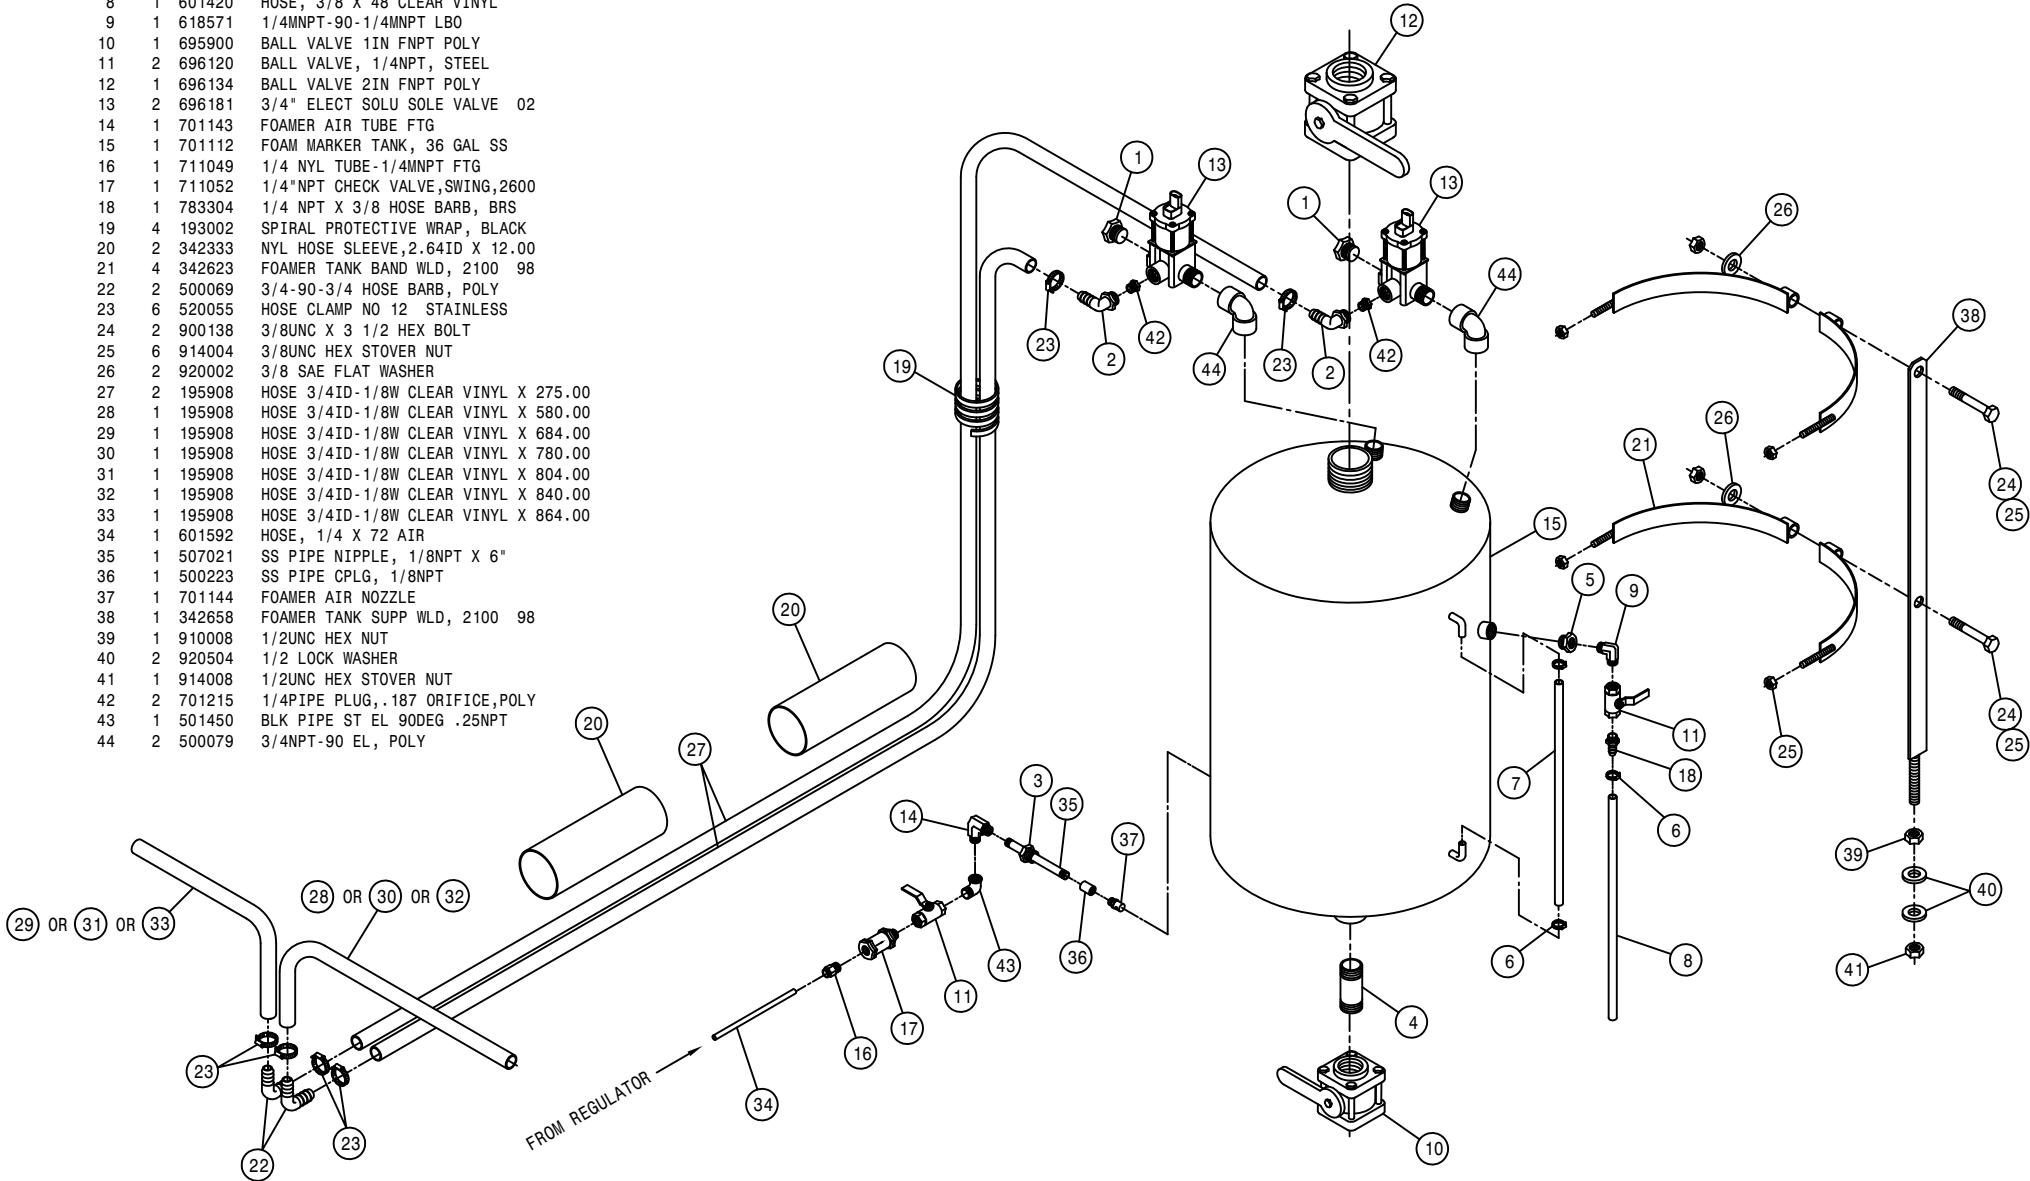 8 1 601420 HOSE, 3/8 X 48 CLEAR VINYL
9 1 618571 1/4MNPT-90-1/4MNPT LBO
10 1 695900 BALL VALVE 1IN FNPT POLY
11 2 696120 BALL VALVE, 1/4NPT, STEEL
12 1 696134 BALL VALVE 2IN FNPT POLY
13 2 696181 3/4" ELECT SOLU SOLE VALVE 02
14 1 701143 FOAMER AIR TUBE FTG
15 1 701112 FOAM MARKER TANK, 36 GAL SS
16 1 711049 1/4 NYL TUBE-1/4MNPT FTG
17 1 711052 1/4"NPT CHECK VALVE,SWING,2600
18 1 783304 1/4 NPT X 3/8 HOSE BARB, BRS
19 4 193002 SPIRAL PROTECTIVE WRAP, BLACK
20 2 342333 NYL HOSE SLEEVE,2.64ID X 12.00
21 4 342623 FOAMER TANK BAND WLD, 2100 98
22 2 500069 3/4-90-3/4 HOSE BARB, POLY
23 6 520055 HOSE CLAMP NO 12 STAINLESS
24 2 900138 3/8UNC X 3 1/2 HEX BOLT
25 6 914004 3/8UNC HEX STOVER NUT
26 2 920002 3/8 SAE FLAT WASHER
27 2 195908 HOSE 3/4ID-1/8W CLEAR VINYL X 275.00
28 1 195908 HOSE 3/4ID-1/8W CLEAR VINYL X 580.00
29 1 195908 HOSE 3/4ID-1/8W CLEAR VINYL X 684.00
30 1 195908 HOSE 3/4ID-1/8W CLEAR VINYL X 780.00
31 1 195908 HOSE 3/4ID-1/8W CLEAR VINYL X 804.00
32 1 195908 HOSE 3/4ID-1/8W CLEAR VINYL X 840.00
33 1 195908 HOSE 3/4ID-1/8W CLEAR VINYL X 864.00
34 1 601592 HOSE, 1/4 X 72 AIR
35 1 507021 SS PIPE NIPPLE, 1/8NPT X 6"
36 1 500223 SS PIPE CPLG, 1/8NPT
37 1 701144 FOAMER AIR NOZZLE
38 1 342658 FOAMER TANK SUPP WLD, 2100 98
39 1 910008 1/2UNC HEX NUT
40 2 920504 1/2 LOCK WASHER
41 1 914008 1/2UNC HEX STOVER NUT
42 2 701215 1/4PIPE PLUG,.187 ORIFICE,POLY
43 1 501450 BLK PIPE ST EL 90DEG .25NPT
44 2 500079 3/4NPT-90 EL, POLY
12
1
13
1
13
26
44
38
23
2
42
44
23
2
42
19
26
21
24
25
15
5
9
20
20
27
7
11
18
25
24
25
3
35
14
37
6
39
40
28 OR 30 OR 32
29 OR 31 OR 33
36
43
6
8
41
11
17
16
4
23
34
FROM REGULATOR
23
22
10